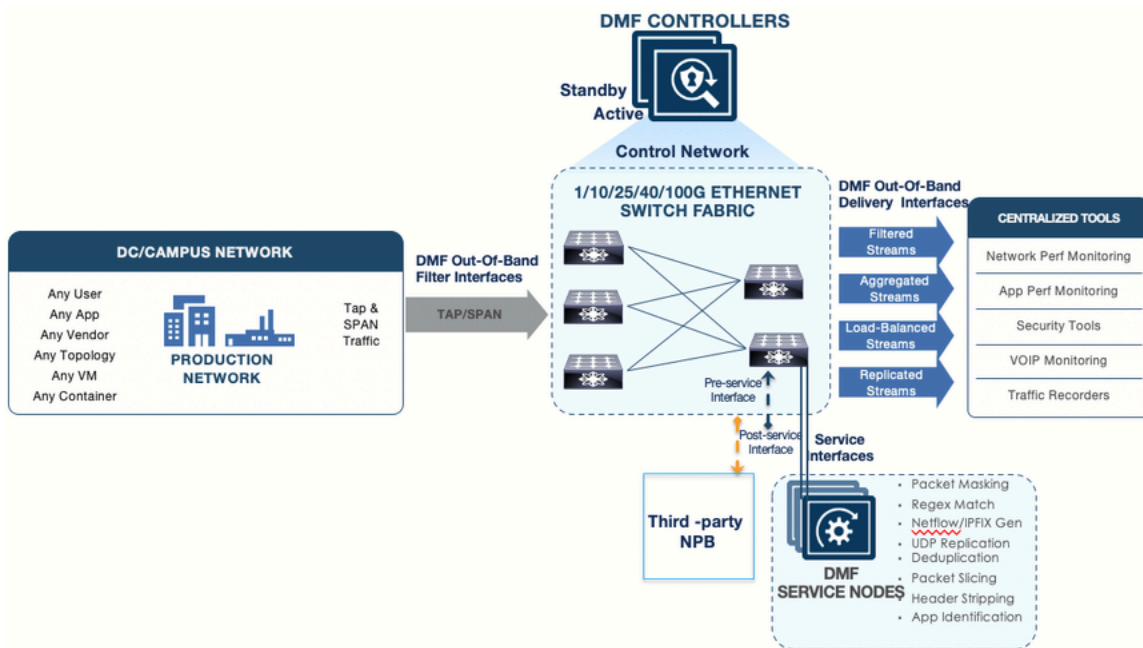 DMF CONTROLLERS
Standby
Active
Control Network
1/10/25/40/100G ETHERNET
SWITCH FABRIC
DC/CAMPUS NETWORK
Any User
Any App
Any Vendor
Any Topology
Any VM
Any Container
PRODUCTION
NETWORK
Tap &
SPAN
Traffic
DMF Out-Of-Band
Filter Interfaces
TAP/SPAN
DMF Out-Of-Band
Delivery Interfaces
Filtered
Streams
Aggregated
Streams
Load-Balanced
Streams
Replicated
Streams
CENTRALIZED TOOLS
Network Perf Monitoring
App Perf Monitoring
Security Tools
VOIP Monitoring
Traffic Recorders
Pre-service
Interface
Post-service
Interface
Service
Interfaces
Third -party
NPB
DMF
SERVICE NODES
• Packet Masking
• Regex Match
• Netflow/IPFIX Gen
• UDP Replication
• Deduplication
• Packet Slicing
• Header Stripping
• App Identification